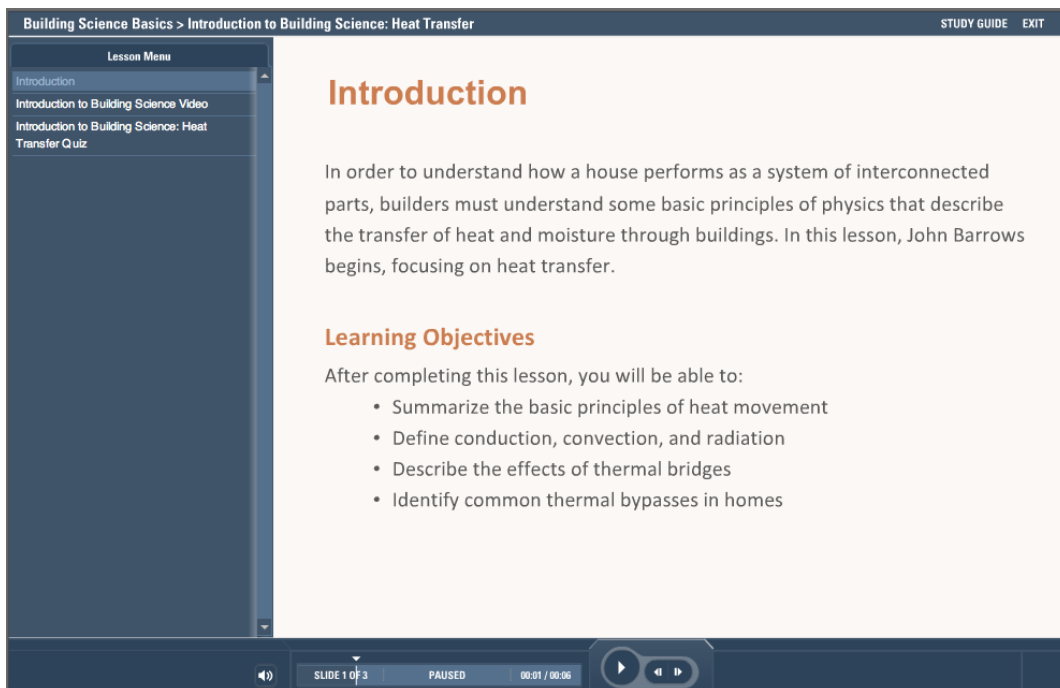 Building Science Basics > Introduction to Building Science: Heat Transfer
STUDY GUIDE EXIT
Lesson Menu
Introduction
Introduction to Building Science Video
Introduction to Building Science: Heat
Transfer Quiz
Introduction
In order to understand how a house performs as a system of interconnected
parts, builders must understand some basic principles of physics that describe
the transfer of heat and moisture through buildings. In this lesson, John Barrows
begins, focusing on heat transfer.
Learning Objectives
After completing this lesson, you will be able to:
• Summarize the basic principles of heat movement
• Define conduction, convection, and radiation
• Describe the effects of thermal bridges
• Identify common thermal bypasses in homes
SLIDE 1 OF 3 PAUSED 00:01 / 00:06